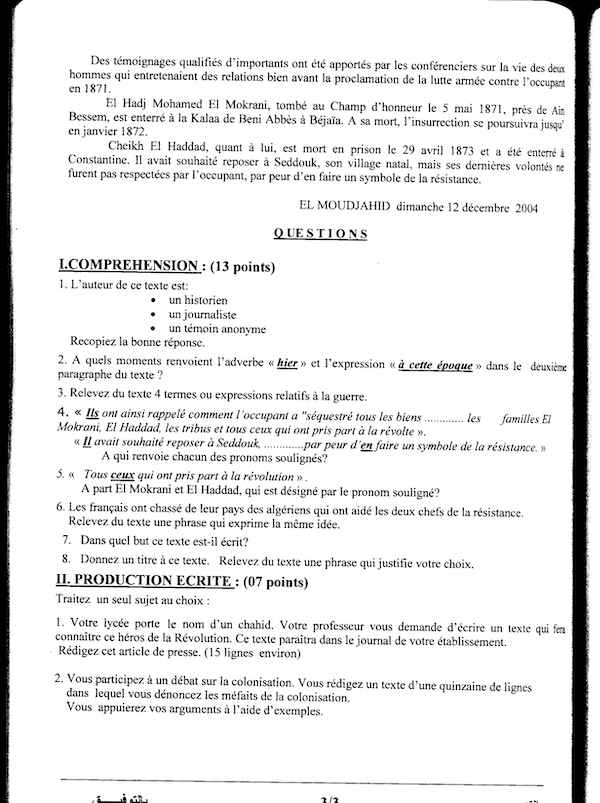 Des témoignages qualifiés d'importants ont été apportés par les conférenciers sur la vie des deux
hommes qui entretenaient des relations bien avant la proclamation de la lutte armée contre l'occupant
en 1871.
El Hadj Mohamed El Mokrani, tombé au Champ d'honneur le 5 mai 1871, près de Ain
Bessem, est enterré à la Kalaa de Beni Abbès à Béjaïa. A sa mort, l'insurrection se poursuivra jusqu'
en janvier 1872.
Cheikh El Haddad, quant à lui, est mort en prison le 29 avril 1873 et a été enterré à
Constantine. Il avait souhaité reposer à Seddouk, son village natal, mais ses dernières volontés ne
furent pas respectées par l'occupant, par peur d'en faire un symbole de la résistance.
EL MOUDJAHID dimanche 12 décembre 2004
QUESTIONS
I.COMPREHENSION : (13 points)
1. L'auteur de ce texte est:
• un historien
• un journaliste
• un témoin anonyme
Recopiez la bonne réponse.
2. A quels moments renvoient l'adverbe « hier » et l'expression « à cette époque » dans le deuxième
paragraphe du texte ?
3. Relevez du texte 4 termes ou expressions relatifs à la guerre.
4. « Ils ont ainsi rappelé comment l'occupant a "séquestré tous les biens ............. les familles El
Mokrani, El Haddad, les tribus et tous ceux qui ont pris part à la révolte ».
« Il avait souhaité reposer à Seddouk, .............par peur d'en faire un symbole de la résistance. »
A qui renvoie chacun des pronoms soulignés?
5. « Tous ceux qui ont pris part à la révolution » .
A part El Mokrani et El Haddad, qui est désigné par le pronom souligné?
6. Les français ont chassé de leur pays des algériens qui ont aidé les deux chefs de la résistance.
Relevez du texte une phrase qui exprime la même idée.
7. Dans quel but ce texte est-il écrit?
8. Donnez un titre à ce texte. Relevez du texte une phrase qui justifie votre choix.
II. PRODUCTION ECRITE : (07 points)
Traitez un seul sujet au choix :
1. Votre lycée porte le nom d'un chahid. Votre professeur vous demande d'écrire un texte qui fera
connaître ce héros de la Révolution. Ce texte paraîtra dans le journal de votre établissement.
Rédigez cet article de presse. (15 lignes environ)
2. Vous participez à un débat sur la colonisation. Vous rédigez un texte d'une quinzaine de lignes
dans lequel vous dénoncez les méfaits de la colonisation.
Vous appuierez vos arguments à l'aide d'exemples.
3/3
بالتوفيق